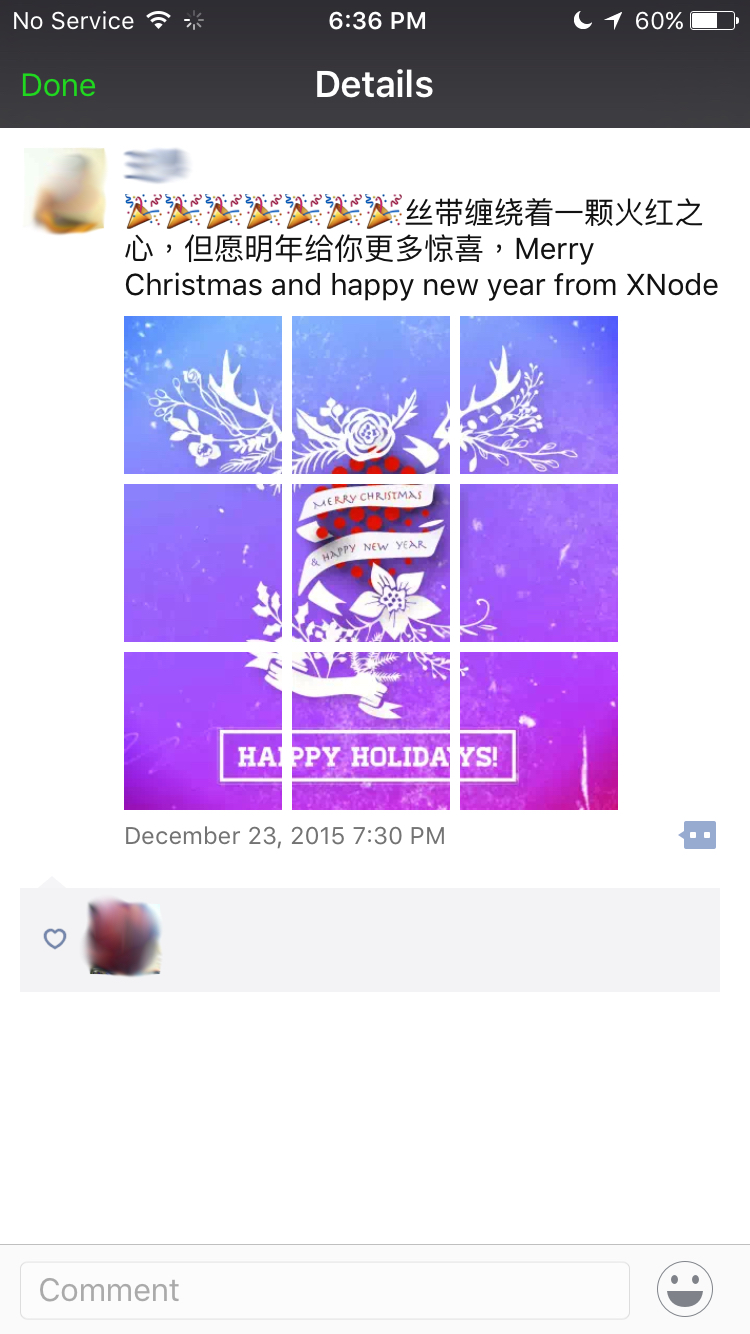 No Service 6:36 PM 60%
Done Details
🎉🎉🎉🎉🎉🎉🎉丝带缠绕着一颗火红之
心，但愿明年给你更多惊喜，Merry
Christmas and happy new year from XNode
MERRY CHRISTMAS
& HAPPY NEW YEAR
HAPPY HOLIDAYS!
December 23, 2015 7:30 PM
Comment